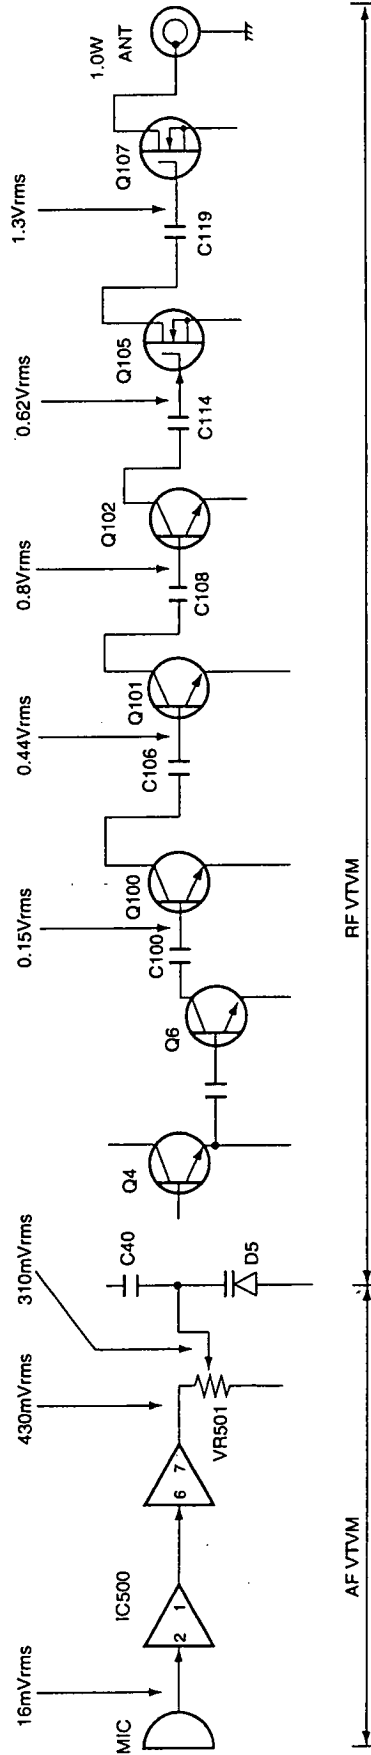 16mVrms
430mVrms
310mVrms
0.15Vrms
0.44Vrms
0.8Vrms
0.62Vrms
1.3Vrms
1.0W
ANT
MIC
IC500
2 1
6 7
VR501
C40
D5
Q4
Q6
C100
Q100
C106
Q101
C108
Q102
C114
Q105
C119
Q107
AF VTVM
RF VTVM